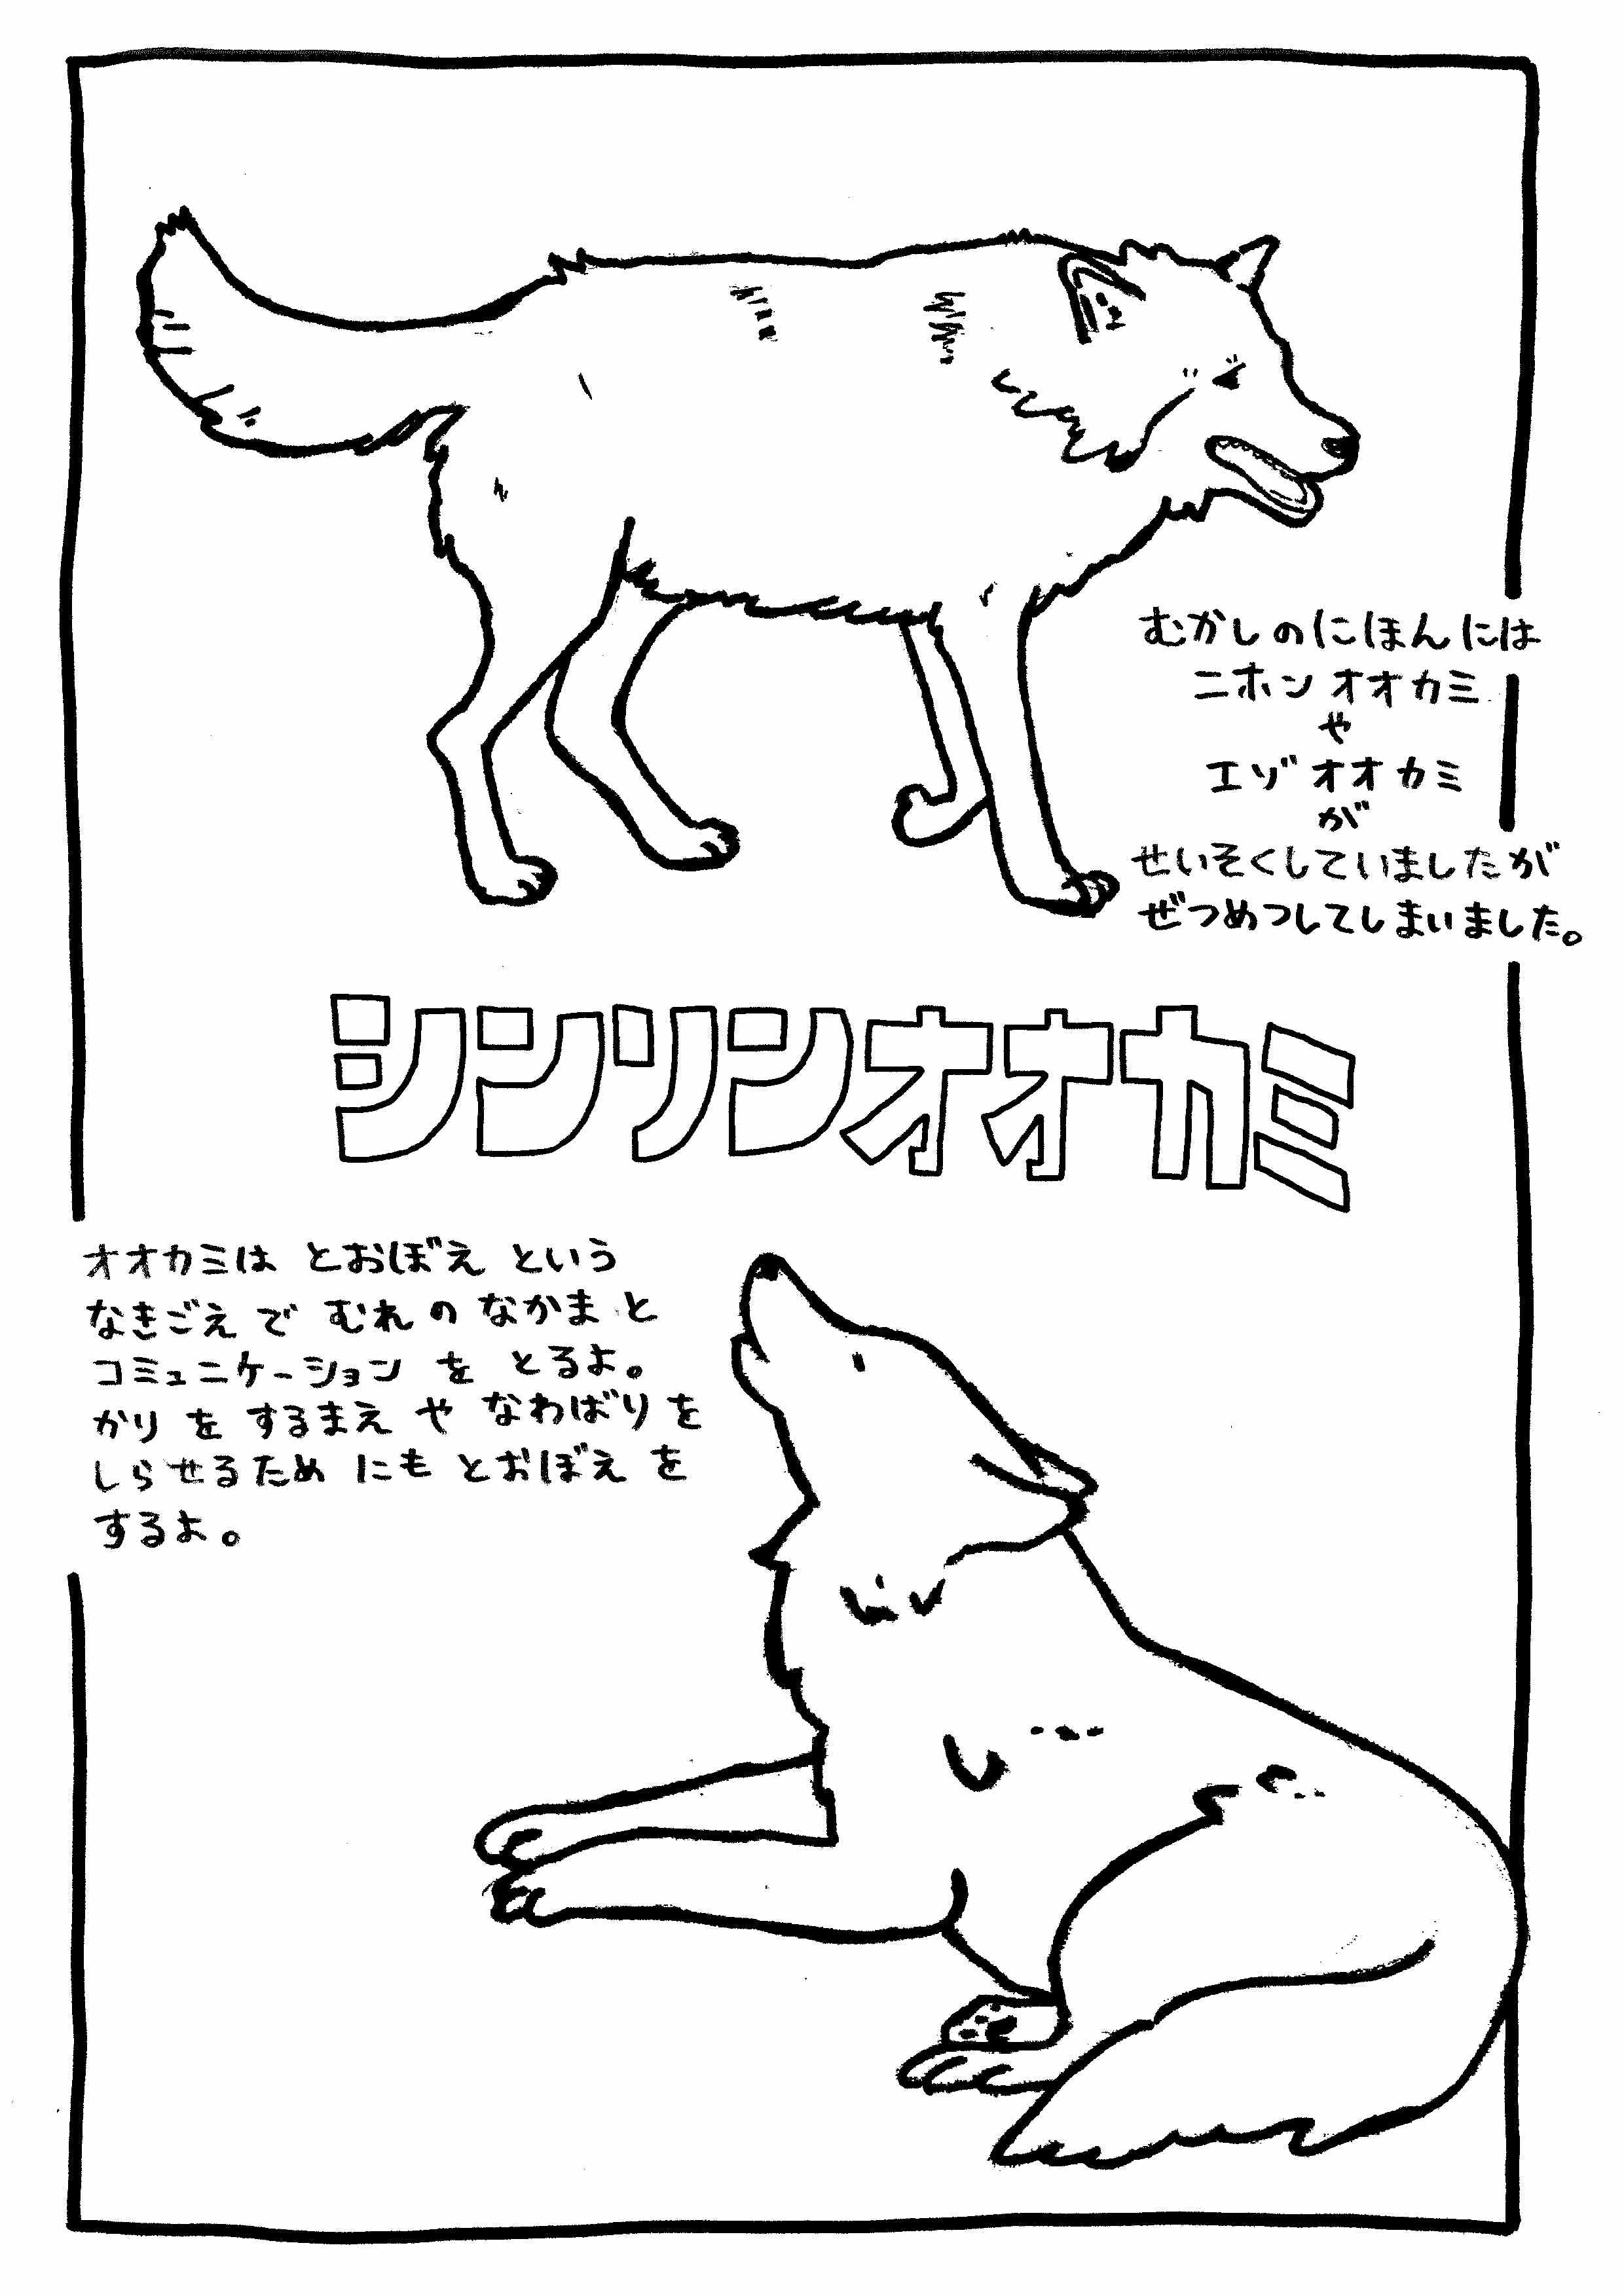 むかしのにほんには
ニホンオオカミ
や
エゾオオカミ
が
せいそくしていましたが
ぜつめつしてしまいました。
シンリンオオカミ
オオカミは とおぼえ という
なきごえ で むれ の なかま と
コミュニケーション を とるよ。
かり を するまえ や なわばり を
しらせるため にも とおぼえ を
するよ。